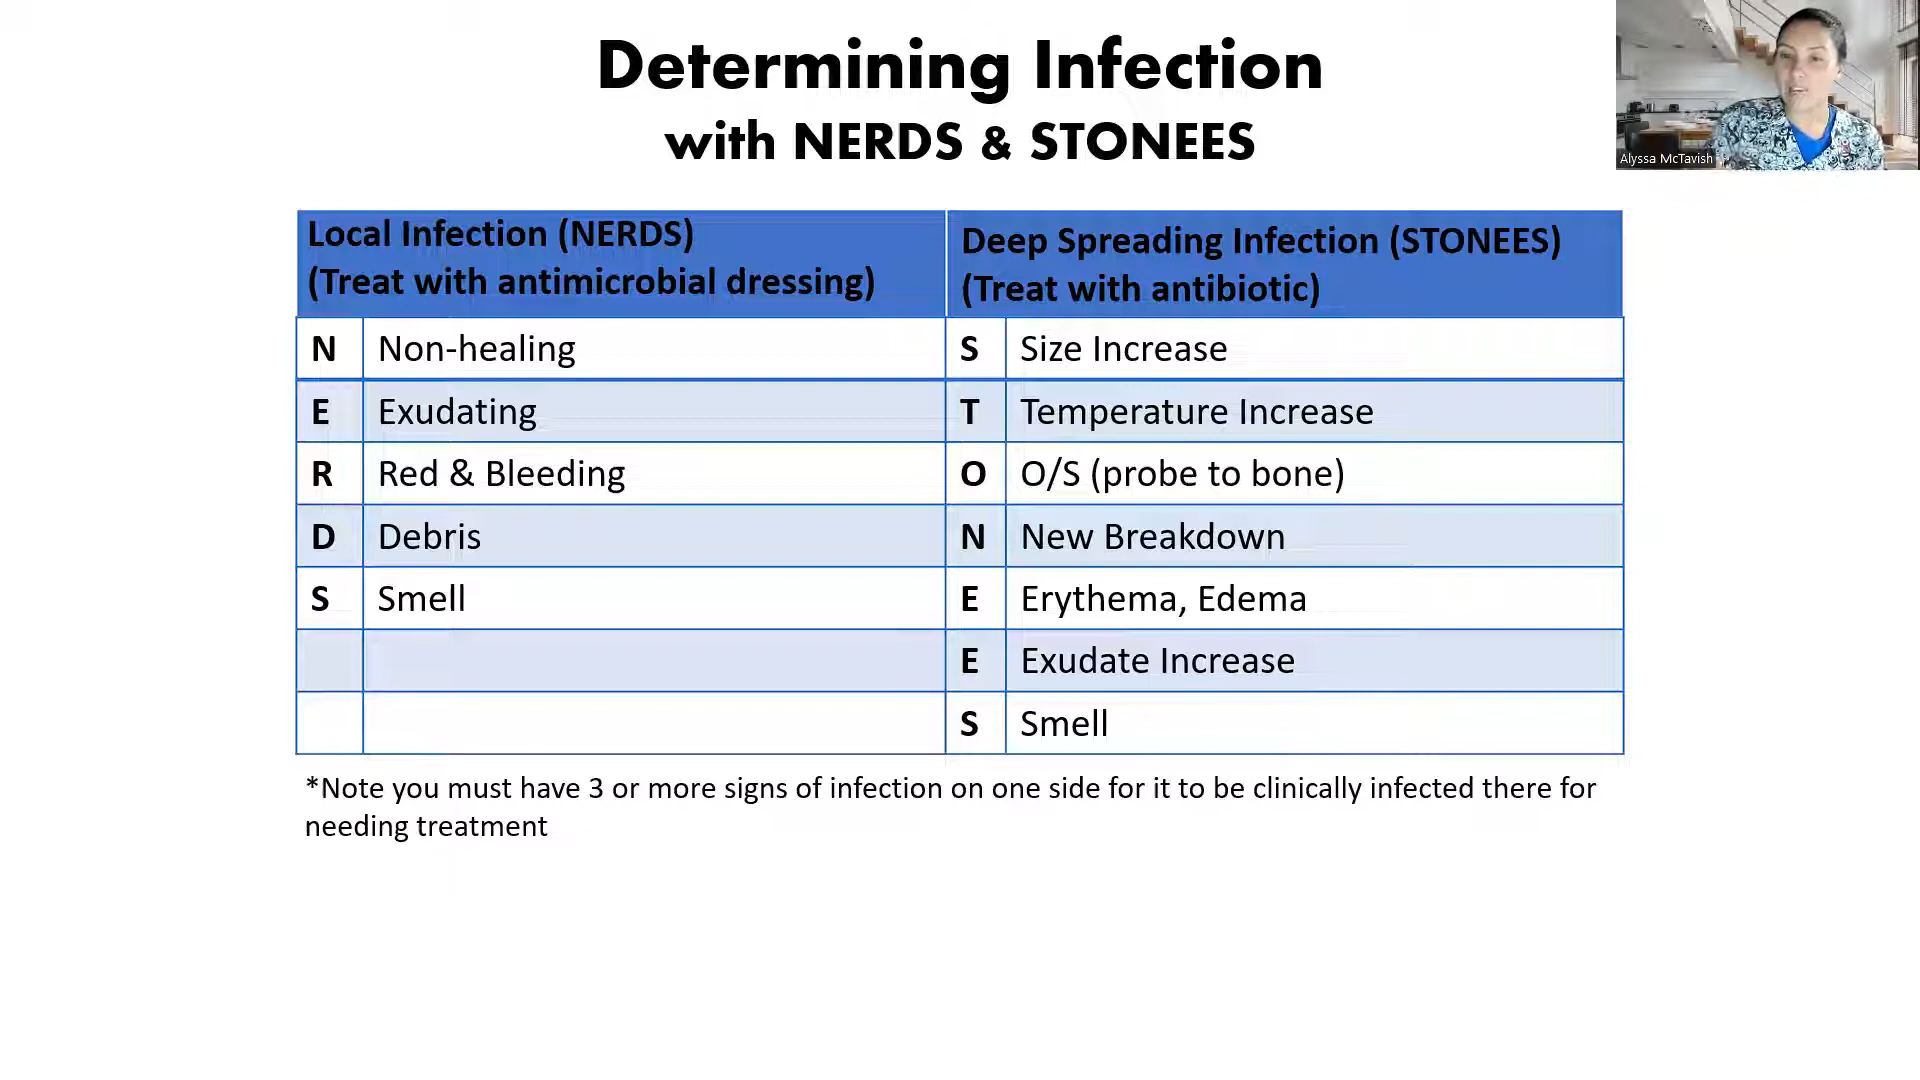 Determining Infection
with NERDS & STONEES
Alyssa McTavish
Local Infection (NERDS)
(Treat with antimicrobial dressing)
Deep Spreading Infection (STONEES)
(Treat with antibiotic)
N Non-healing S Size Increase
E Exudating T Temperature Increase
R Red & Bleeding O O/S (probe to bone)
D Debris N New Breakdown
S Smell E Erythema, Edema
E Exudate Increase
S Smell
*Note you must have 3 or more signs of infection on one side for it to be clinically infected there for
needing treatment